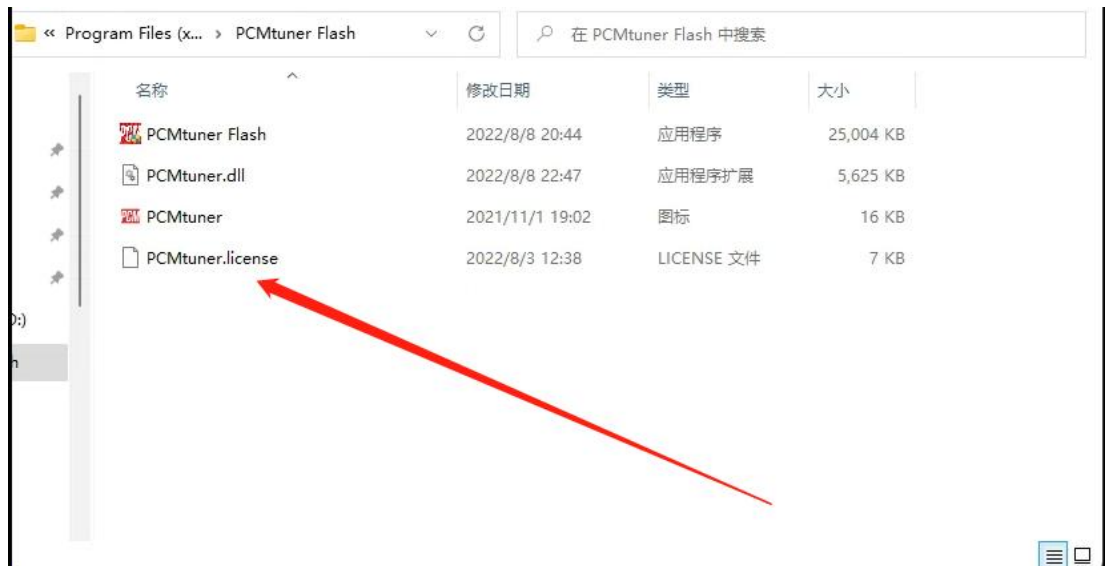 « Program Files (x... › PCMtuner Flash 在 PCMtuner Flash 中搜索
名称 修改日期 类型 大小
PCMtuner Flash 2022/8/8 20:44 应用程序 25,004 KB
PCMtuner.dll 2022/8/8 22:47 应用程序扩展 5,625 KB
PCMtuner 2021/11/1 19:02 图标 16 KB
PCMtuner.license 2022/8/3 12:38 LICENSE 文件 7 KB
:)
h